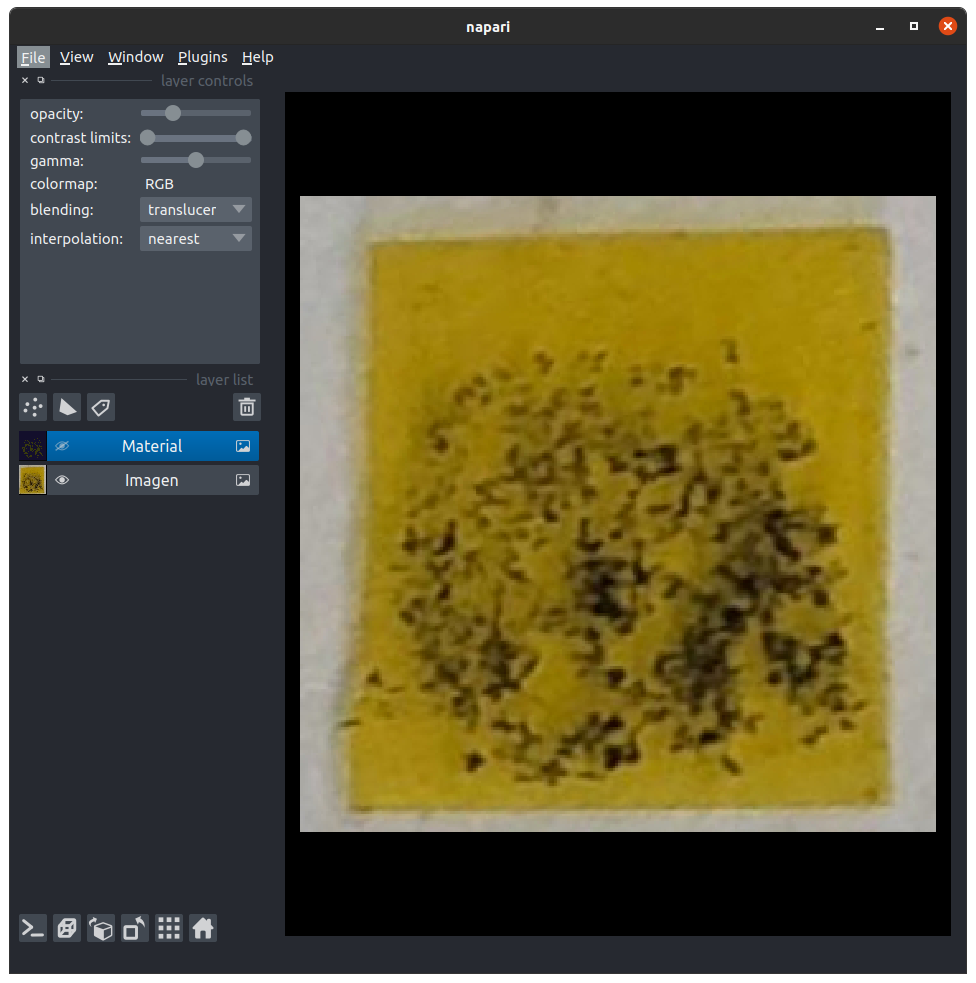 napari
File View Window Plugins Help
layer controls
opacity:
contrast limits:
gamma:
colormap: RGB
blending: translucer
interpolation: nearest
layer list
Material
Imagen